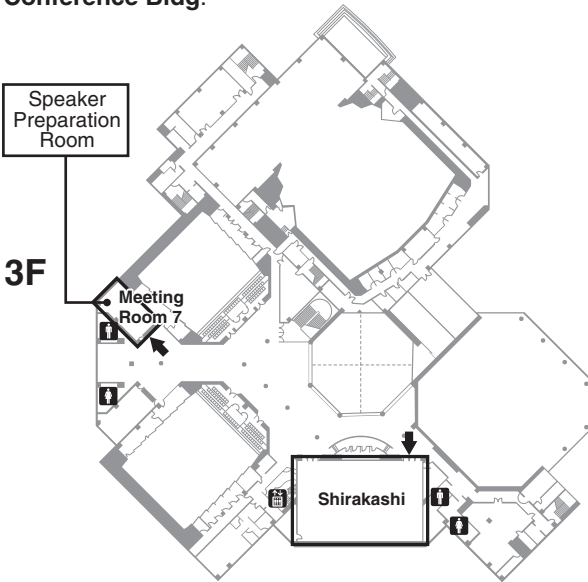 Conference Bldg.
Speaker
Preparation
Room
3F
Meeting
Room 7
Shirakashi